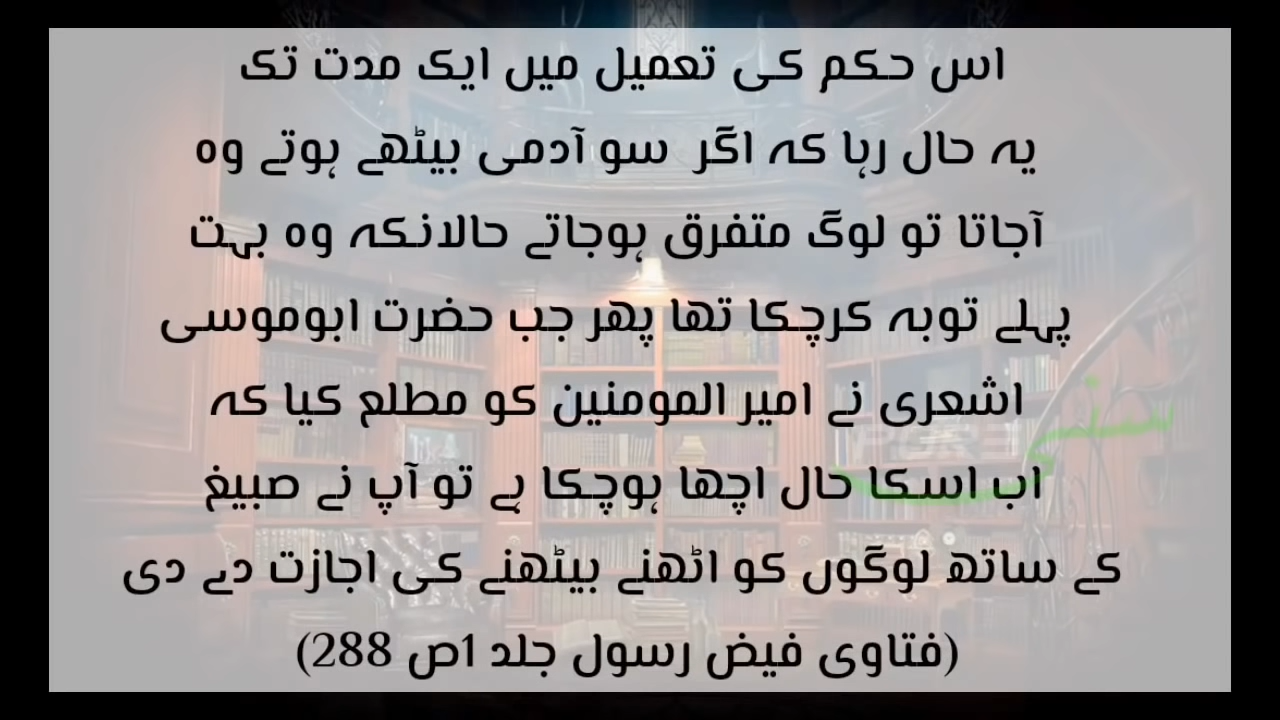 اس حکم کی تعمیل میں ایک مدت تک
یہ حال رہا کہ اگر سو آدمی بیٹھے ہوتے وہ
آجاتا تو لوگ متفرق ہوجاتے حالانکہ وہ بہت
پہلے توبہ کرچکا تھا پھر جب حضرت ابوموسی
اشعری نے امیر المومنین کو مطلع کیا کہ
اب اسکا حال اچھا ہوچکا ہے تو آپ نے صبیغ
کے ساتھ لوگوں کو اٹھنے بیٹھنے کی اجازت دے دی
(فتاوی فیض رسول جلد 1ص 288)